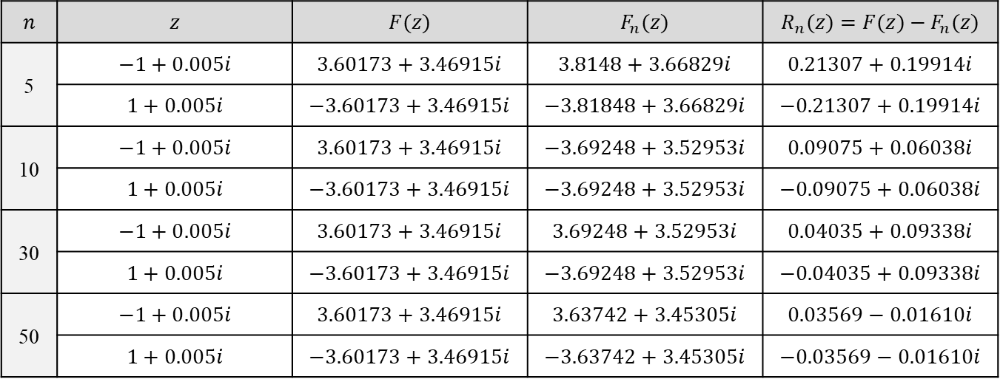 n z F(z) Fₙ(z) Rₙ(z) = F(z) − Fₙ(z)
5 −1 + 0.005i 3.60173 + 3.46915i 3.8148 + 3.66829i 0.21307 + 0.19914i
1 + 0.005i −3.60173 + 3.46915i −3.81848 + 3.66829i −0.21307 + 0.19914i
10 −1 + 0.005i 3.60173 + 3.46915i −3.69248 + 3.52953i 0.09075 + 0.06038i
1 + 0.005i −3.60173 + 3.46915i −3.69248 + 3.52953i −0.09075 + 0.06038i
30 −1 + 0.005i 3.60173 + 3.46915i 3.69248 + 3.52953i 0.04035 + 0.09338i
1 + 0.005i −3.60173 + 3.46915i −3.69248 + 3.52953i −0.04035 + 0.09338i
50 −1 + 0.005i 3.60173 + 3.46915i 3.63742 + 3.45305i 0.03569 − 0.01610i
1 + 0.005i −3.60173 + 3.46915i −3.63742 + 3.45305i −0.03569 − 0.01610i